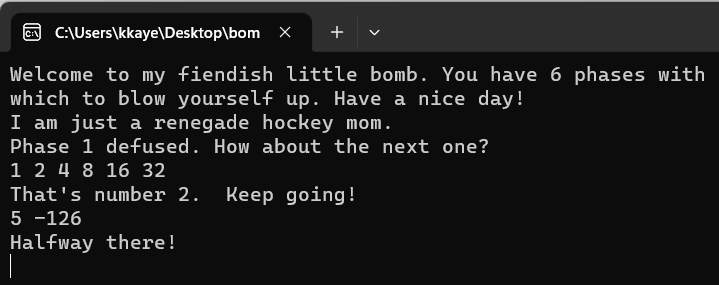 C:\Users\kkaye\Desktop\bom
Welcome to my fiendish little bomb. You have 6 phases with
which to blow yourself up. Have a nice day!
I am just a renegade hockey mom.
Phase 1 defused. How about the next one?
1 2 4 8 16 32
That's number 2.  Keep going!
5 -126
Halfway there!